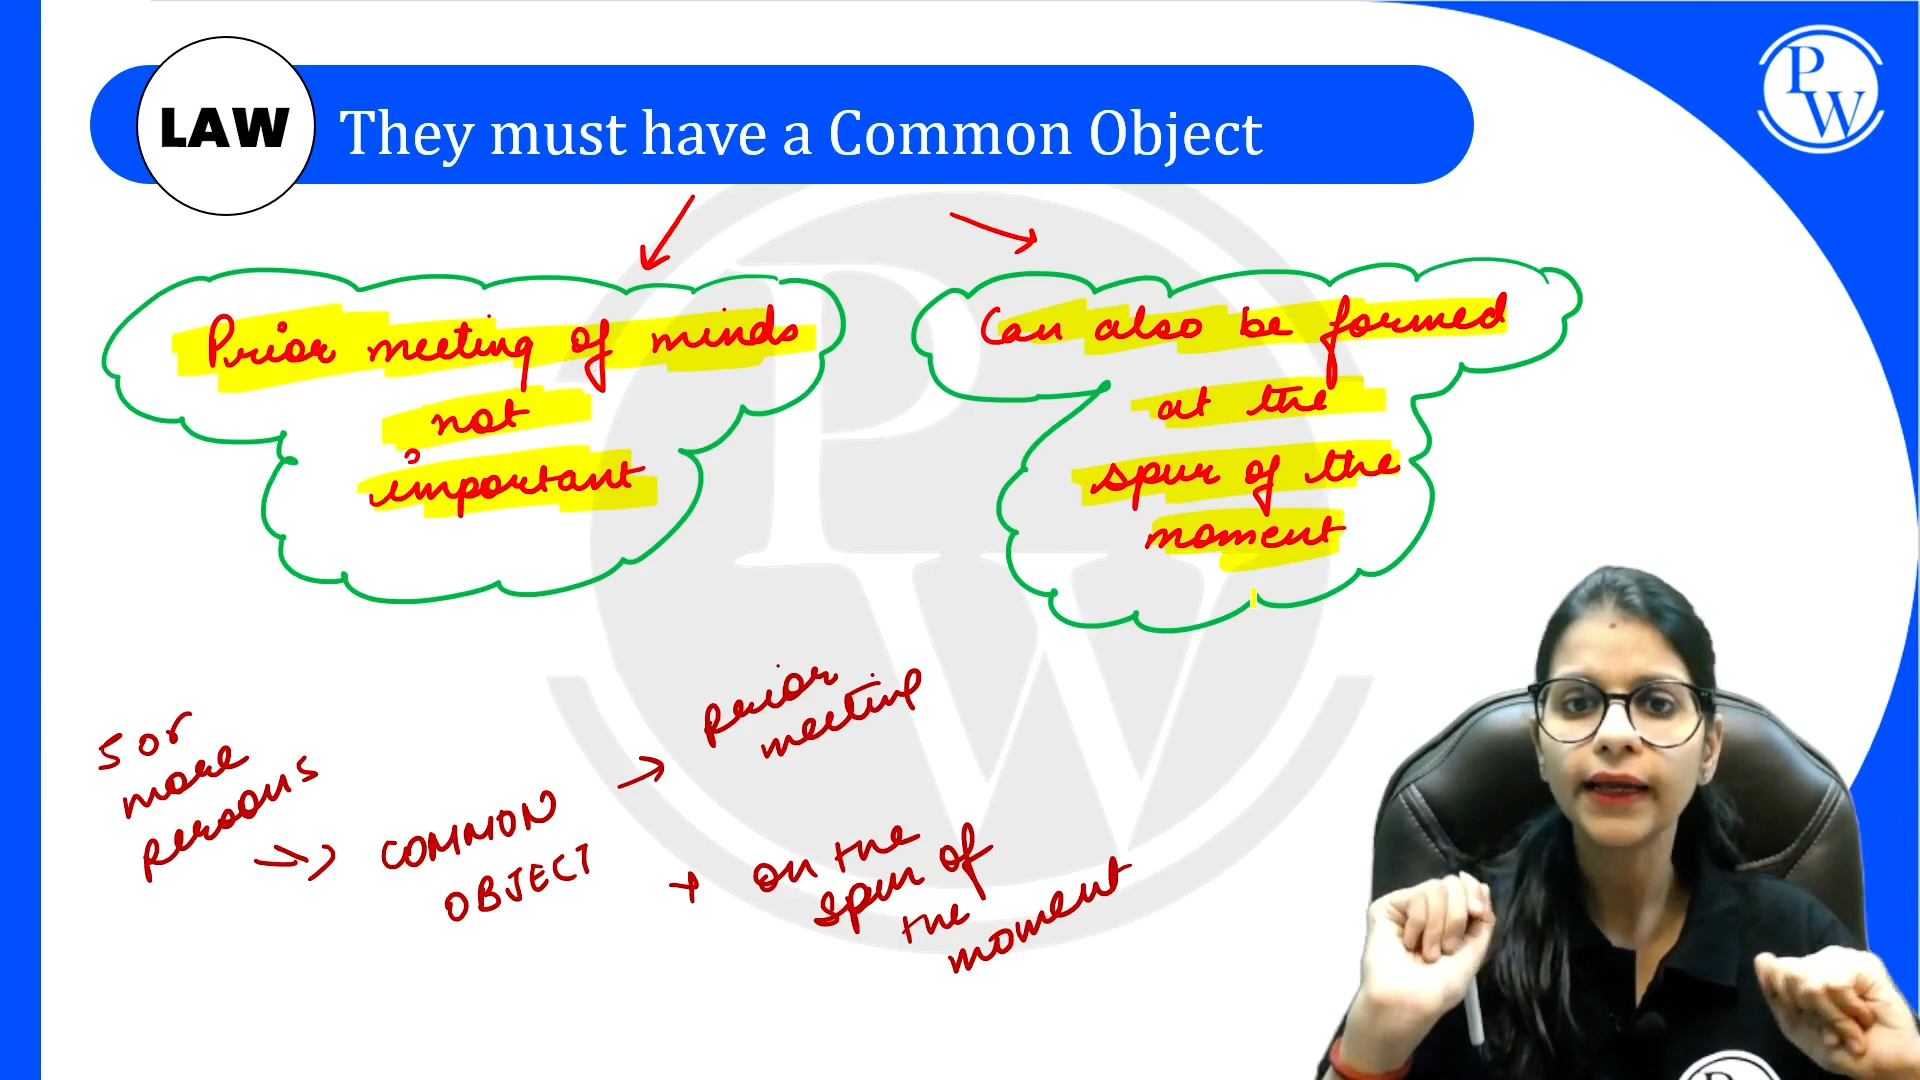 LAW
They must have a Common Object
PW
Prior meeting of minds
not
important
Can also be formed
at the
spur of the
moment
5 or
more
persons
COMMON
OBJECT
prior
meeting
on the
spur of
the
moment